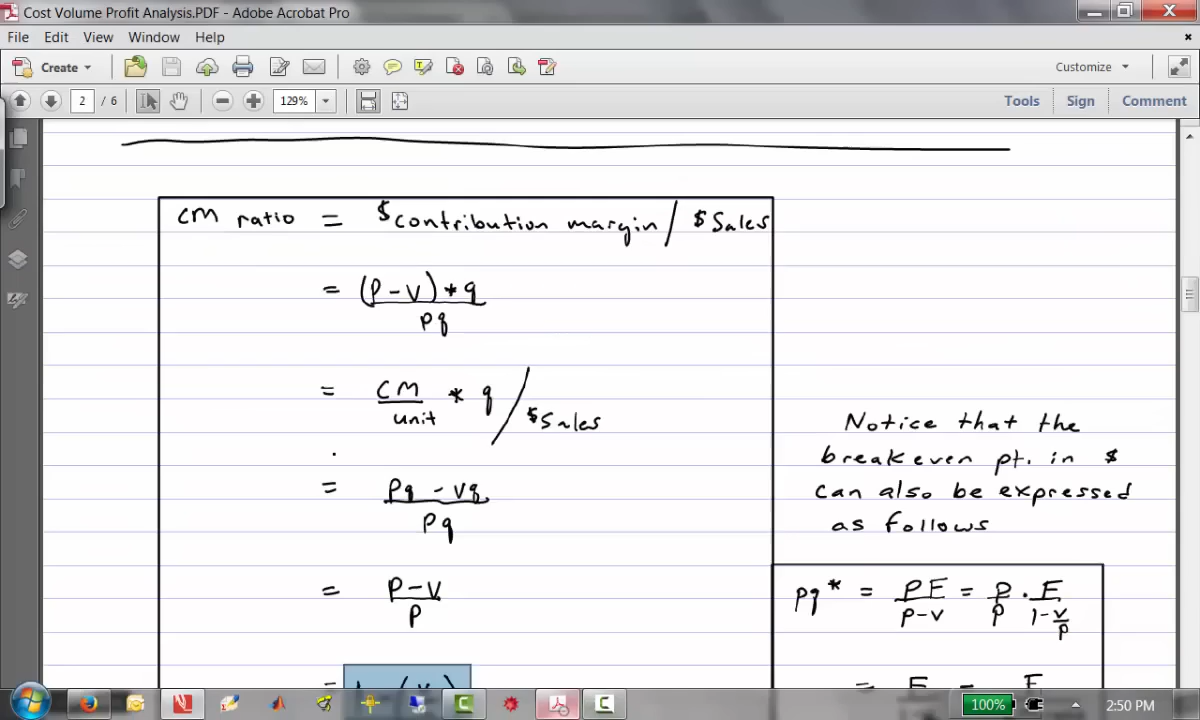 Cost Volume Profit Analysis.PDF - Adobe Acrobat Pro
File Edit View Window Help
Create Customize
2 / 6 129% Tools Sign Comment
CM ratio = $contribution margin / $Sales
= (P-V) * q
pq
= CM * q / $Sales
unit
= Pq - Vq
Pq
= P-V
P
Notice that the
breakeven pt. in $
can also be expressed
as follows
pq* = PF = P . F
P-V P 1-V
P
= F = F
100% 2:50 PM